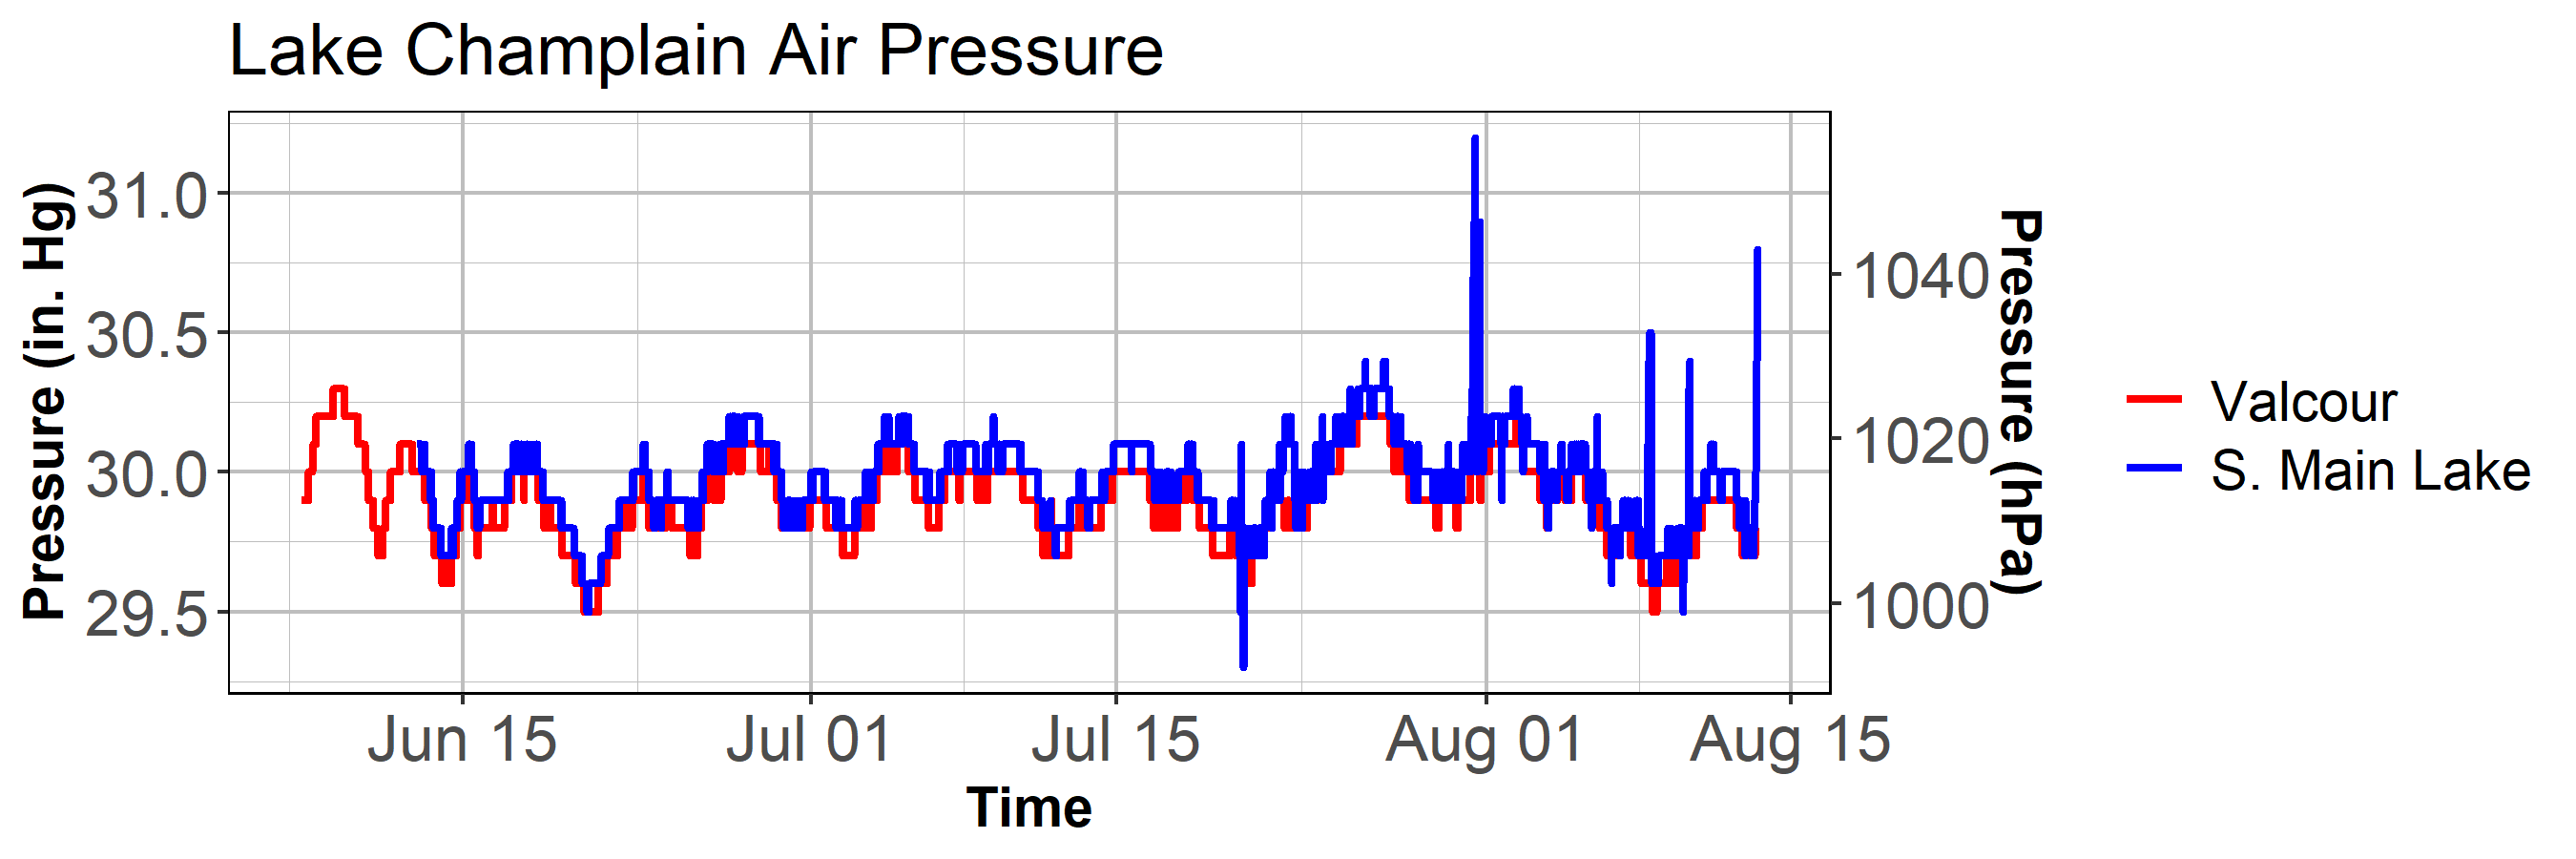 Lake Champlain Air Pressure
Pressure (in. Hg)
31.0
30.5
30.0
29.5
1040
1020
1000
Pressure (hPa)
Jun 15
Jul 01
Jul 15
Aug 01
Aug 15
Time
Valcour
S. Main Lake